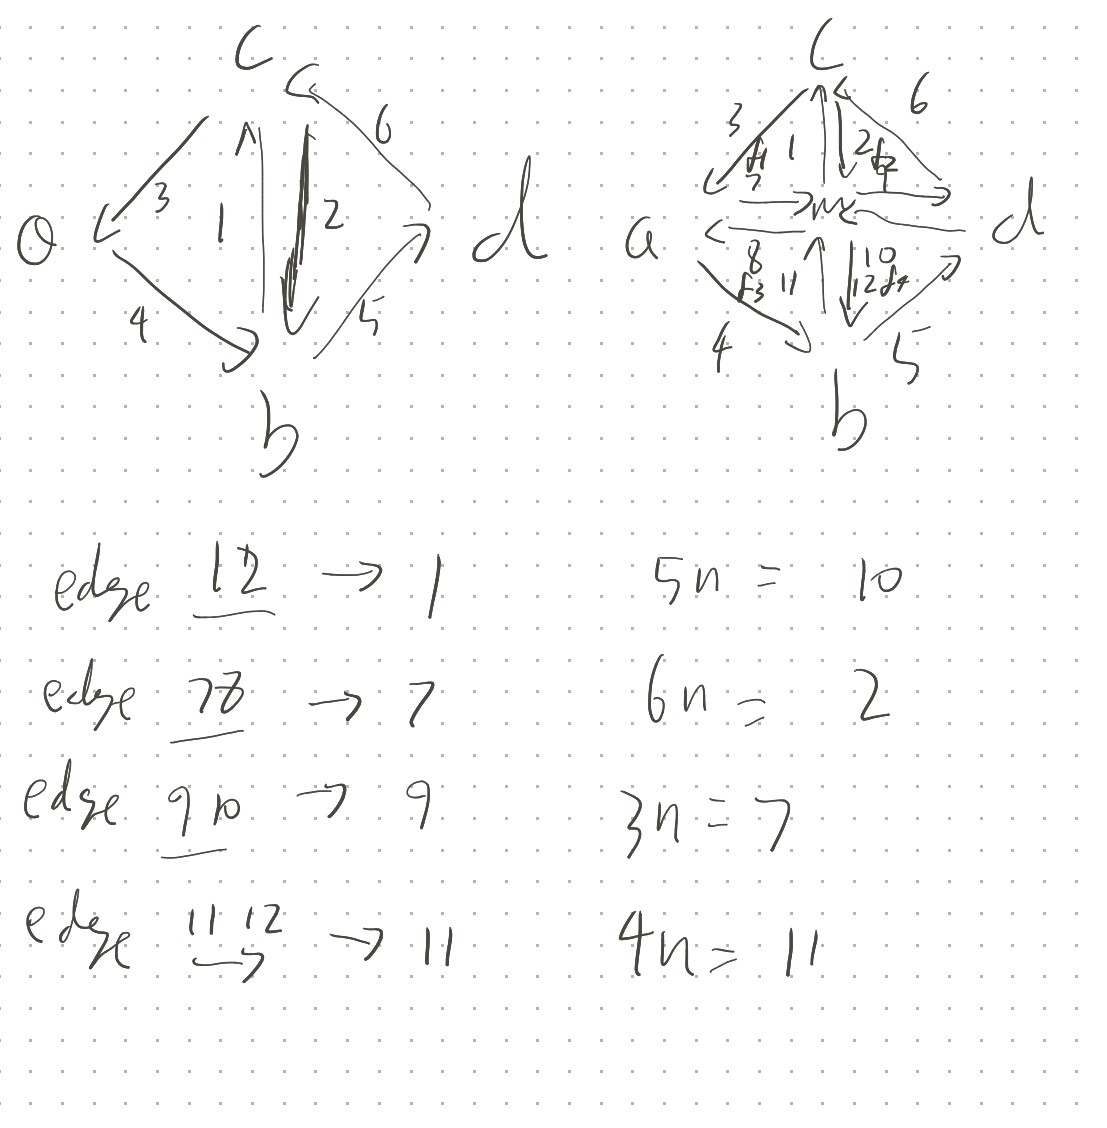 c c
6 6
3 1 2 3 f1 1 2 f2
7 9
a d a m d
8 10
f3 11 12 f4
4 5 4 5
b b
edge 12 → 1 5n = 10
edge 78 → 7 6n = 2
edge 9 10 → 9 3n = 7
edge 11 12 → 11 4n = 11